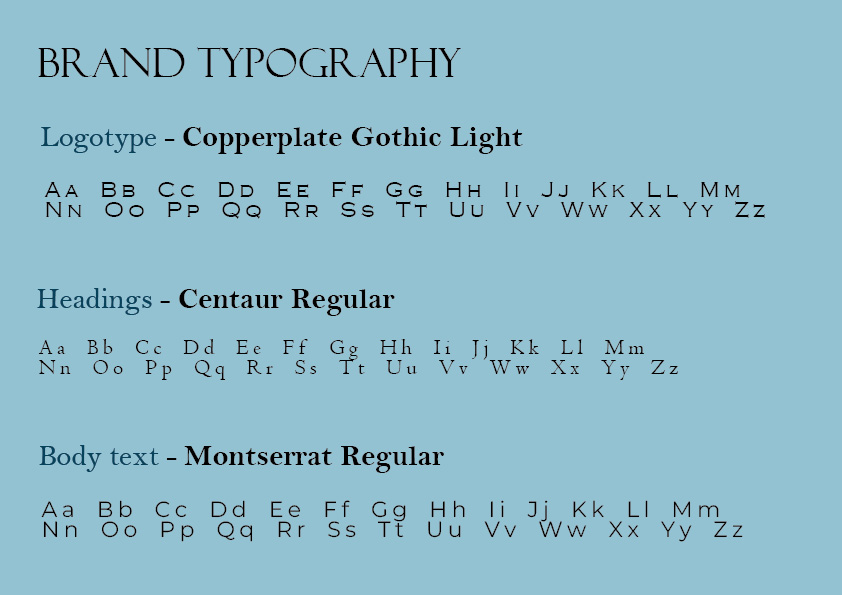 BRAND TYPOGRAPHY
Logotype - Copperplate Gothic Light
Aa Bb Cc Dd Ee Ff Gg Hh Ii Jj Kk Ll Mm
Nn Oo Pp Qq Rr Ss Tt Uu Vv Ww Xx Yy Zz
Headings - Centaur Regular
Aa Bb Cc Dd Ee Ff Gg Hh Ii Jj Kk Ll Mm
Nn Oo Pp Qq Rr Ss Tt Uu Vv Ww Xx Yy Zz
Body text - Montserrat Regular
Aa Bb Cc Dd Ee Ff Gg Hh Ii Jj Kk Ll Mm
Nn Oo Pp Qq Rr Ss Tt Uu Vv Ww Xx Yy Zz